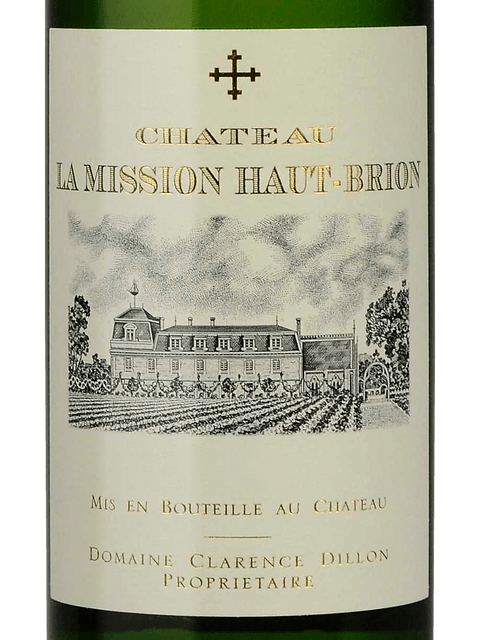 CHATEAU
LA MISSION HAUT-BRION
MIS EN BOUTEILLE AU CHATEAU
DOMAINE CLARENCE DILLON
PROPRIETAIRE